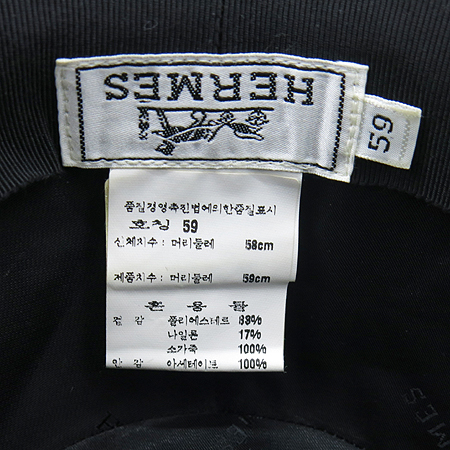 HERMES
59
품질경영촉진법에의한품질표시
호칭 59
신체치수 : 머리둘레 58cm
제품치수 : 머리둘레 59cm
혼용율
겉감 폴리에스테르 83%
나일론 17%
소가죽 100%
안감 아세테이트 100%
MES